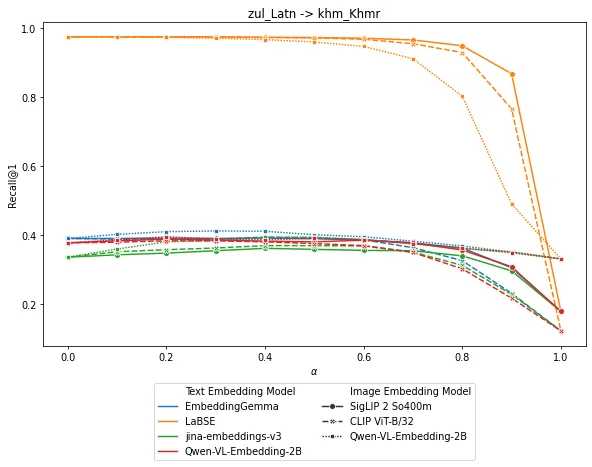 zul_Latn -> khm_Khmr
1.0
0.8
0.6
0.4
0.2
Recall@1
0.0 0.2 0.4 0.6 0.8 1.0
α
Text Embedding Model
EmbeddingGemma
LaBSE
jina-embeddings-v3
Qwen-VL-Embedding-2B
Image Embedding Model
SigLIP 2 So400m
CLIP ViT-B/32
Qwen-VL-Embedding-2B